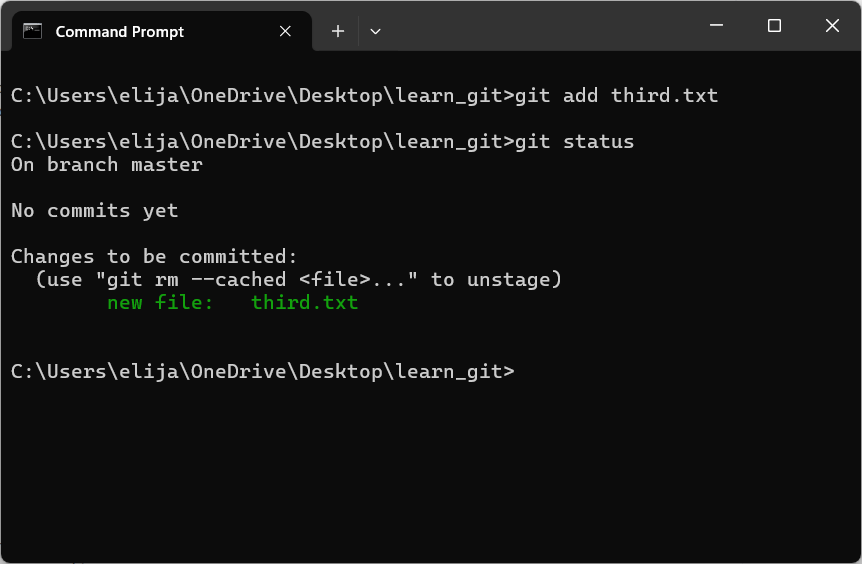 Command Prompt
C:\Users\elija\OneDrive\Desktop\learn_git>git add third.txt
C:\Users\elija\OneDrive\Desktop\learn_git>git status
On branch master
No commits yet
Changes to be committed:
  (use "git rm --cached <file>..." to unstage)
        new file:   third.txt
C:\Users\elija\OneDrive\Desktop\learn_git>